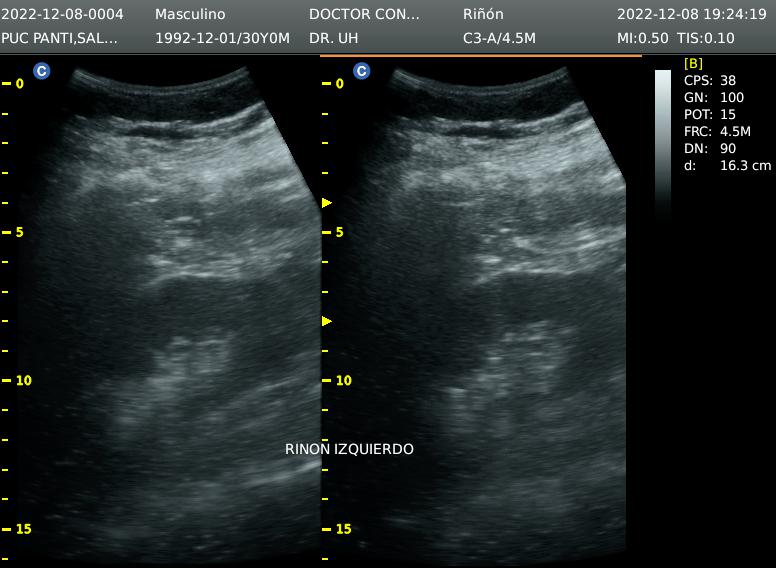 2022-12-08-0004 Masculino DOCTOR CON... Riñón 2022-12-08 19:24:19
PUC PANTI,SAL... 1992-12-01/30Y0M DR. UH C3-A/4.5M MI:0.50 TIS:0.10
C C
[B]
CPS: 38
GN: 100
POT: 15
FRC: 4.5M
DN: 90
d: 16.3 cm
0 0
5 5
10 10
RINON IZQUIERDO
15 15